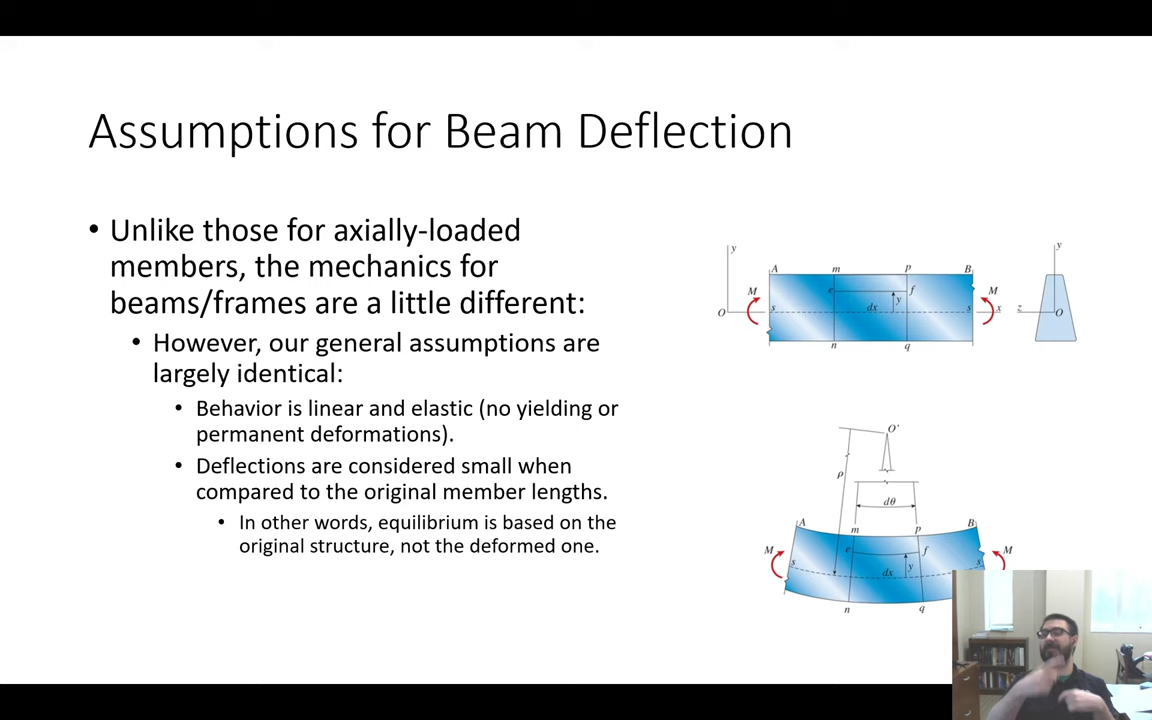 Assumptions for Beam Deflection
• Unlike those for axially-loaded
members, the mechanics for
beams/frames are a little different:
• However, our general assumptions are
largely identical:
• Behavior is linear and elastic (no yielding or
permanent deformations).
• Deflections are considered small when
compared to the original member lengths.
• In other words, equilibrium is based on the
original structure, not the deformed one.
y y
A m p B
M e f y M
O s dx s x z O
n q
O'
ρ
dθ
A m p B
M e f M
s dx y s
n q